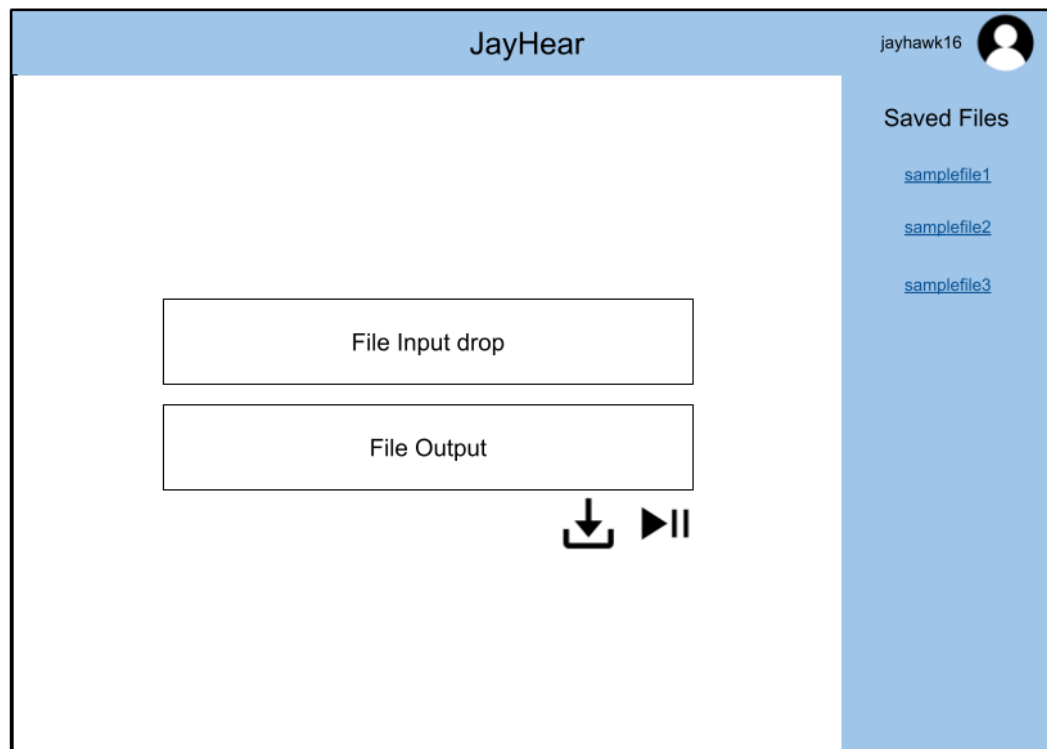 JayHear
jayhawk16
Saved Files
samplefile1
samplefile2
samplefile3
File Input drop
File Output